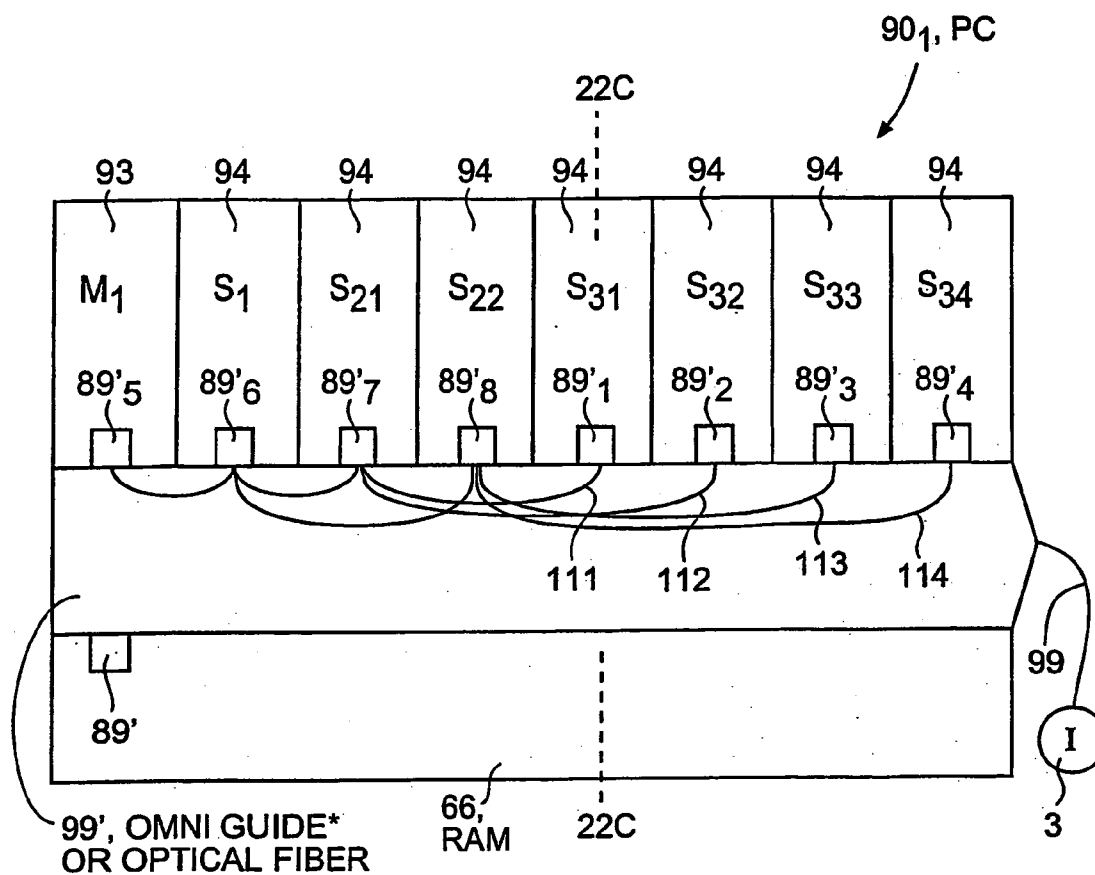 90₁, PC
22C
93 94 94 94 94 94 94 94
M₁ S₁ S₂₁ S₂₂ S₃₁ S₃₂ S₃₃ S₃₄
89'₅ 89'₆ 89'₇ 89'₈ 89'₁ 89'₂ 89'₃ 89'₄
111 112 113 114
99
89'
I
66,
RAM
22C
3
99', OMNI GUIDE*
OR OPTICAL FIBER